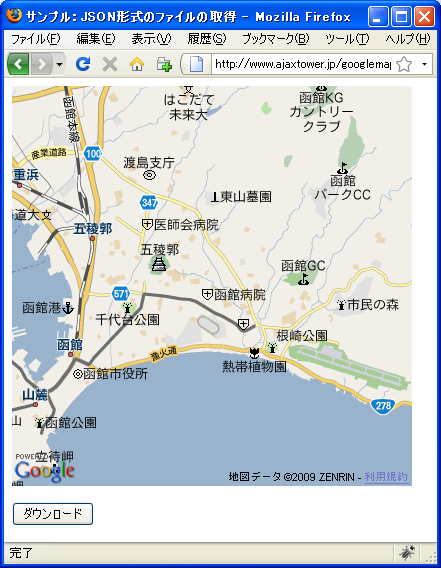 サンプル: JSON形式のファイルの取得 - Mozilla Firefox
ファイル(F) 編集(E) 表示(V) 履歴(S) ブックマーク(B) ツール(T) ヘルプ(H)
http://www.ajaxtower.jp/googlemap
はこだて
未来大
函館KG
カントリー
クラブ
函館本線
産業道路
100
渡島支庁
重浜
函館
パークCC
347
東山墓園
海道大
医師会病院
五稜郭
五稜郭
函館GC
571
函館病院
函館港
市民の森
千代台公園
根崎公園
函館
漁火通
熱帯植物園
函館市役所
山麓
278
函館公園
立待岬
POWERED BY
Google
岬
地図データ ©2009 ZENRIN - 利用規約
ダウンロード
完了